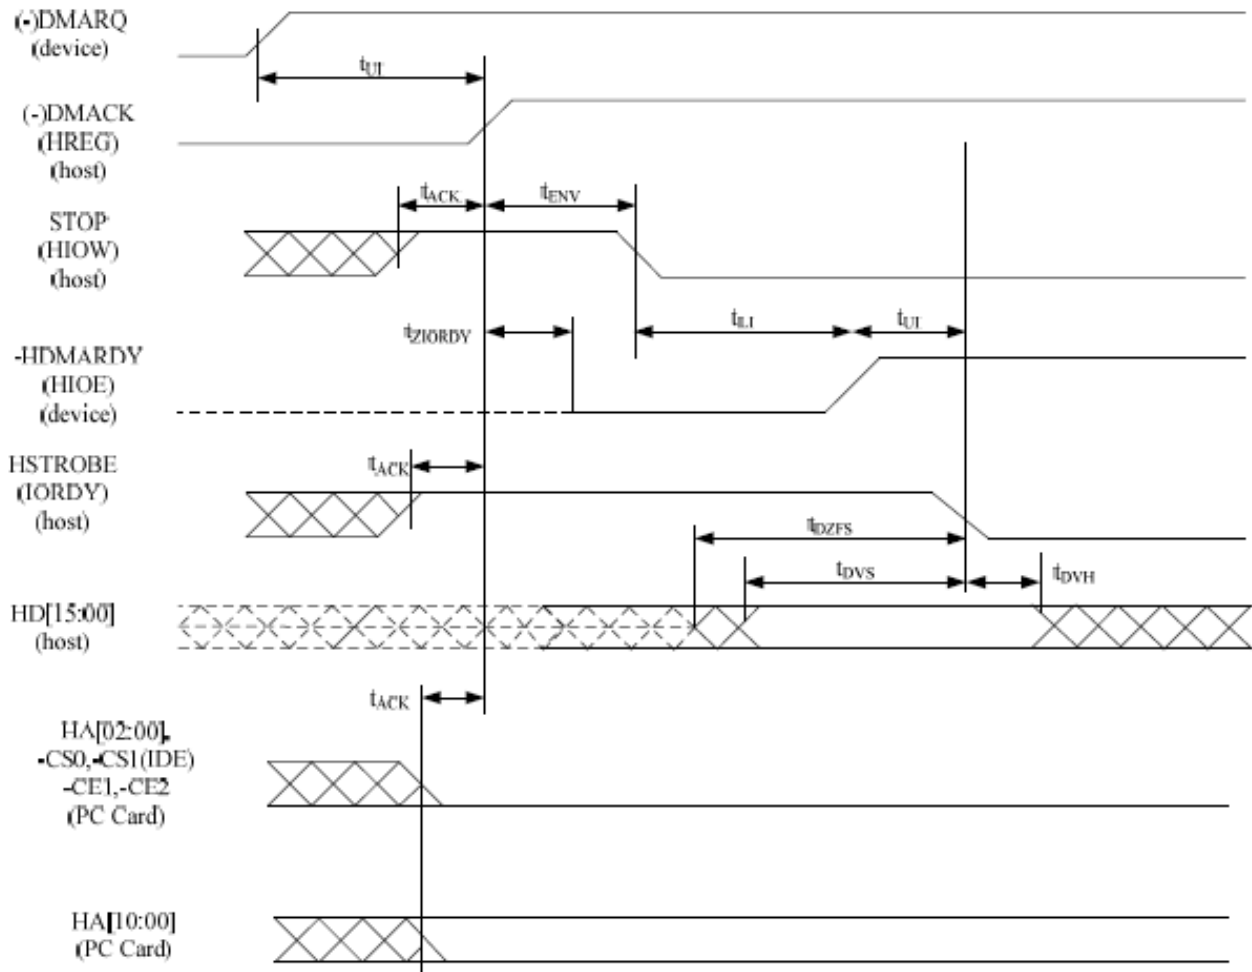 (-)DMARQ
(device)
tUI
(-)DMACK
(HREG)
(host)
tACK
tENV
STOP
(HIOW)
(host)
tZIORDY
tLI
tUI
-HDMARDY
(HIOE)
(device)
HSTROBE
(IORDY)
(host)
tACK
tDZFS
tDVS
tDVH
HD[15:00]
(host)
tACK
HA[02:00],
-CS0,-CS1(IDE)
-CE1,-CE2
(PC Card)
HA[10:00]
(PC Card)